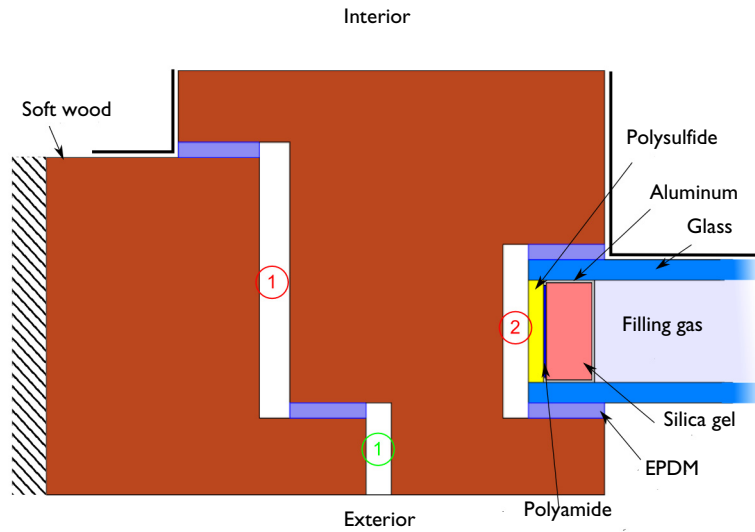 Interior
Soft wood
Polysulfide
Aluminum
Glass
1
2
Filling gas
Silica gel
1
EPDM
Polyamide
Exterior